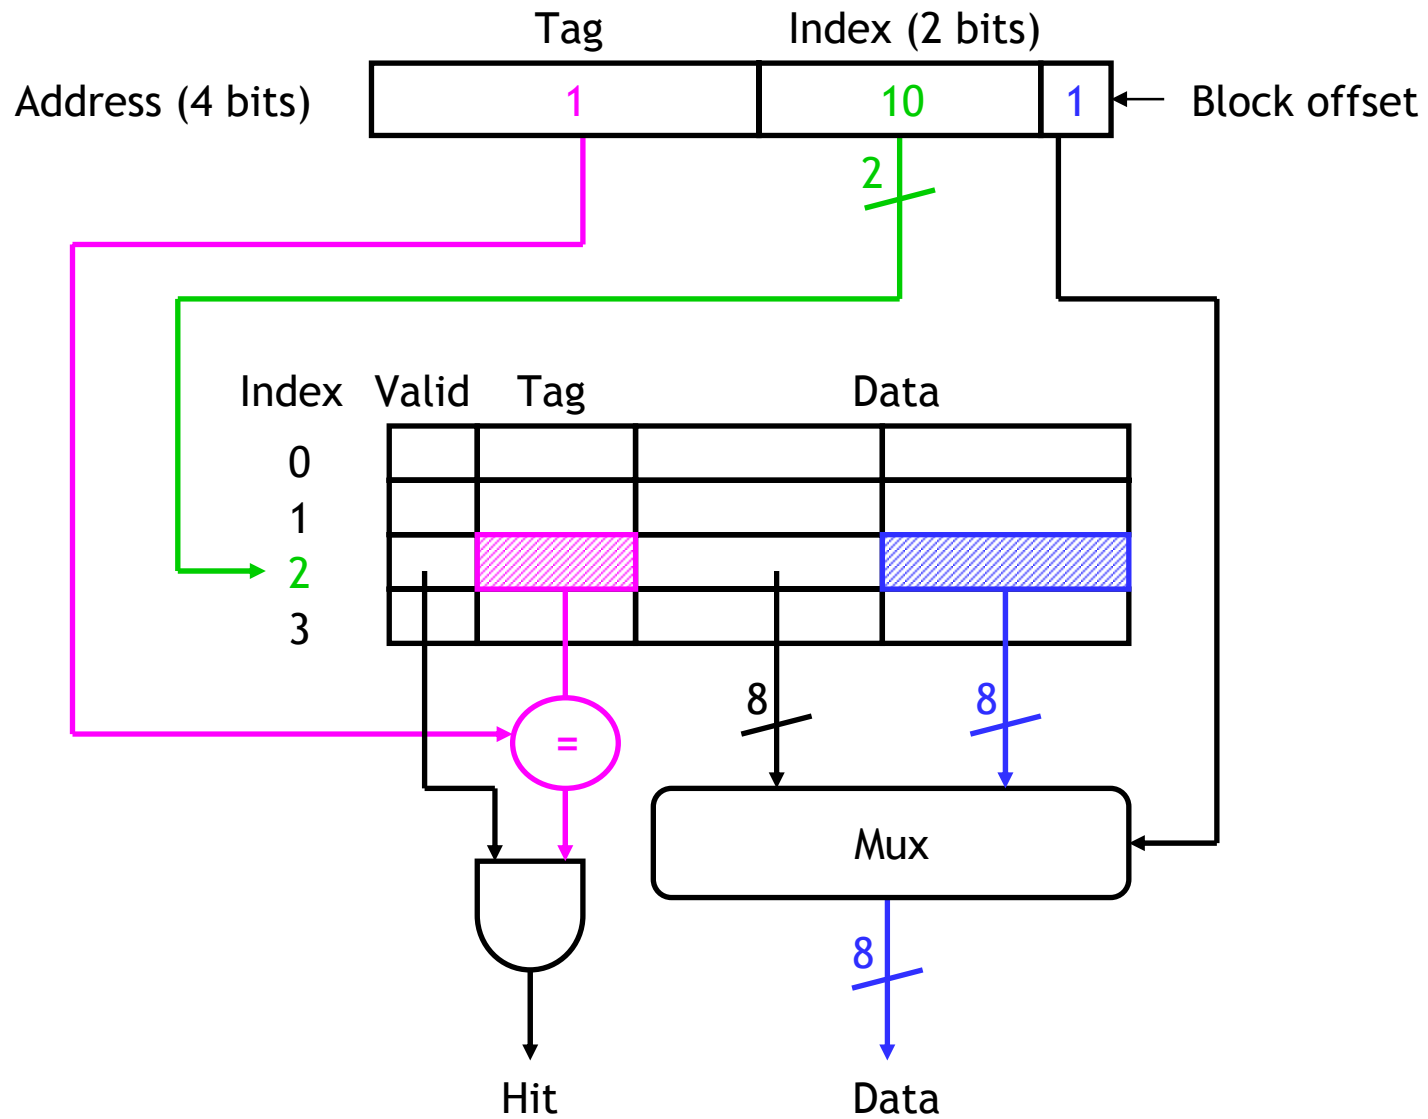 Tag Index (2 bits)
Address (4 bits) 1 10 1 Block offset
2
Index Valid Tag Data
0
1
2
3
8 8
=
Mux
8
Hit Data